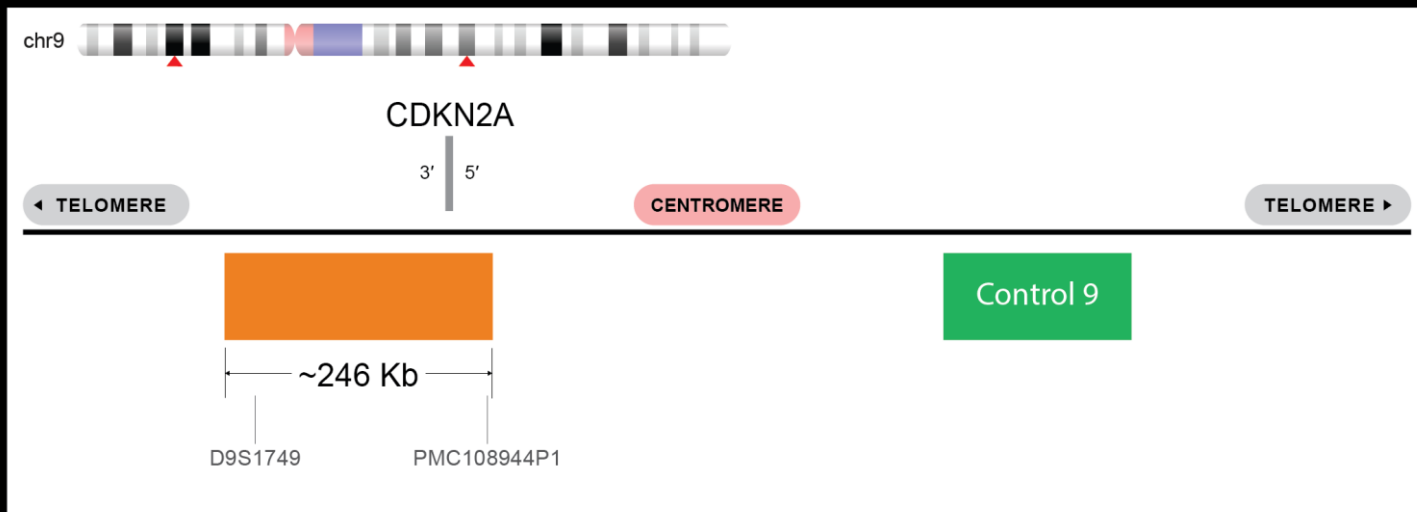 chr9
CDKN2A
3′ 5′
◂ TELOMERE
CENTROMERE
TELOMERE ▸
Control 9
~246 Kb
D9S1749
PMC108944P1